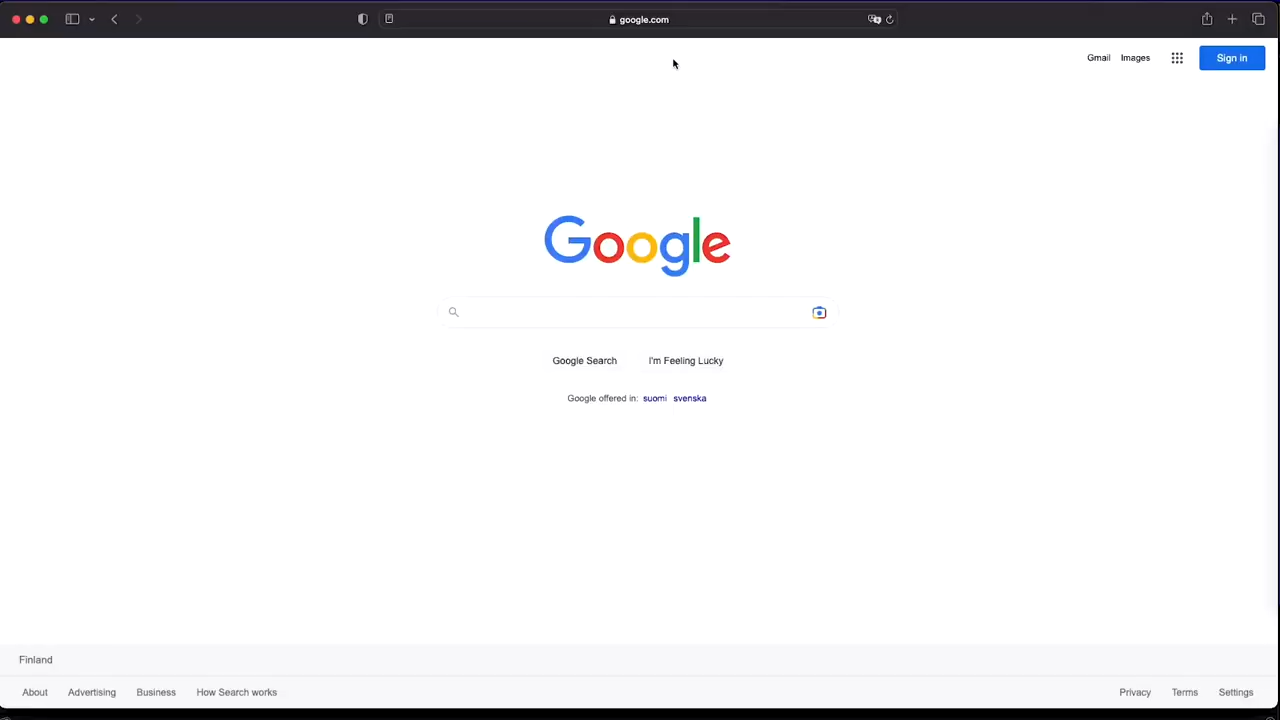 google.com
Gmail Images Sign in
Google
Google Search I'm Feeling Lucky
Google offered in: suomi svenska
Finland
About Advertising Business How Search works Privacy Terms Settings